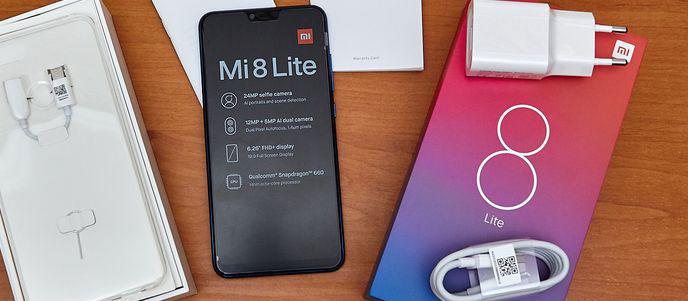 Warranty Card
mi
Mi 8 Lite
24MP selfie camera
AI portraits and scene detection
12MP + 5MP AI dual camera
Dual Pixel Autofocus, 1.4μm pixels
6.26" FHD+ display
19:9 Full Screen Display
CPU
Qualcomm® Snapdragon™ 660
14nm octa-core processor
mi
8
Lite